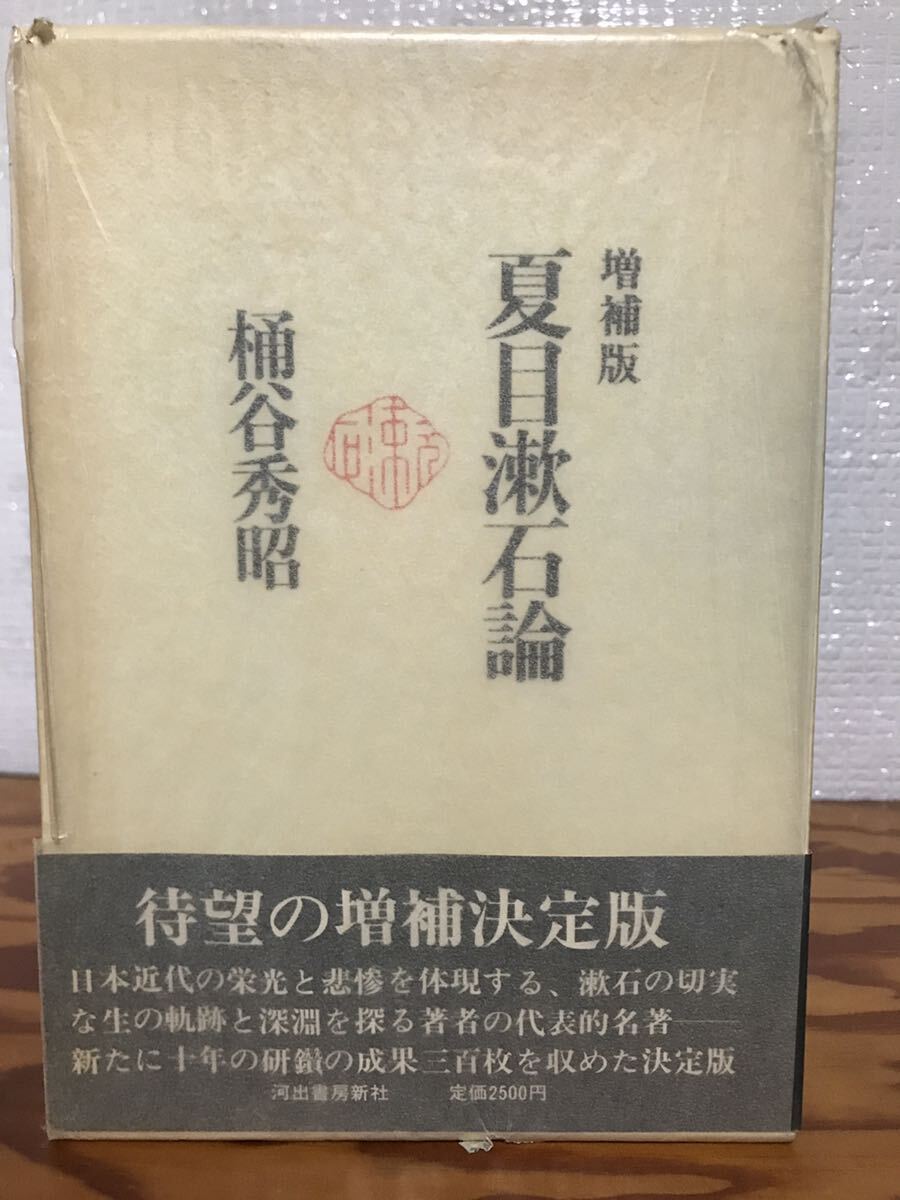 増補版
夏目漱石論
桶谷秀昭
待望の増補決定版
日本近代の栄光と悲惨を体現する、漱石の切実
な生の軌跡と深淵を探る著者の代表的名著──
新たに十年の研鑽の成果三百枚を収めた決定版
河出書房新社 定価2500円